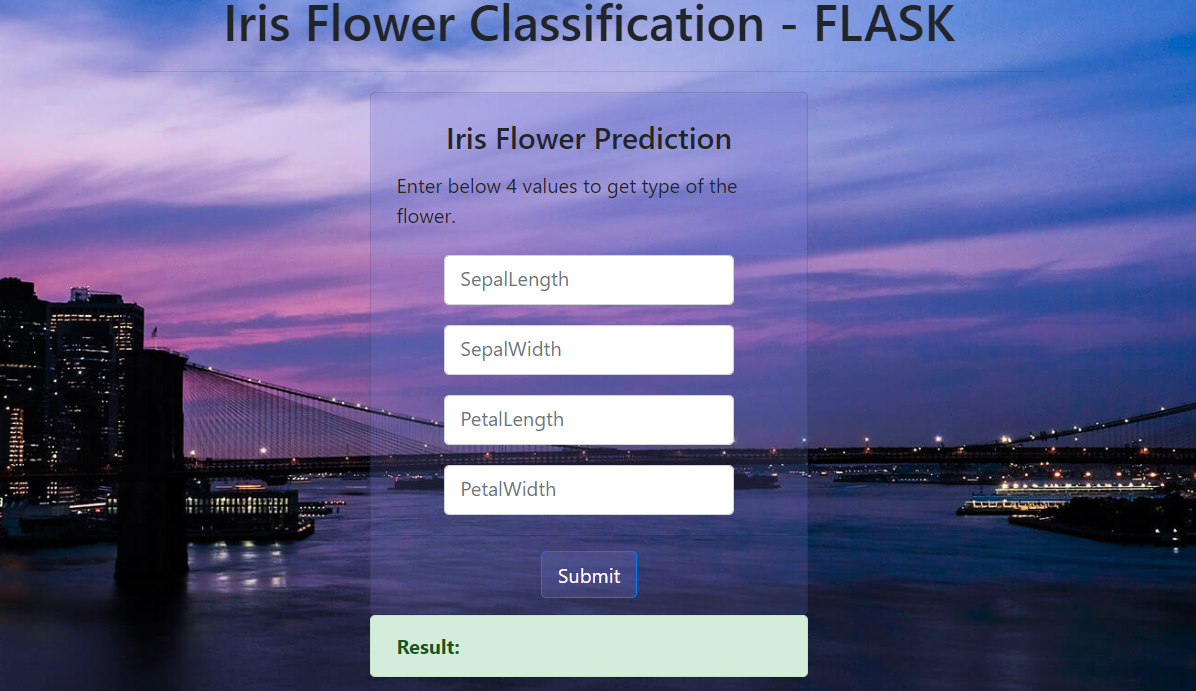 Iris Flower Classification - FLASK
Iris Flower Prediction
Enter below 4 values to get type of the
flower.
SepalLength
SepalWidth
PetalLength
PetalWidth
Submit
Result: